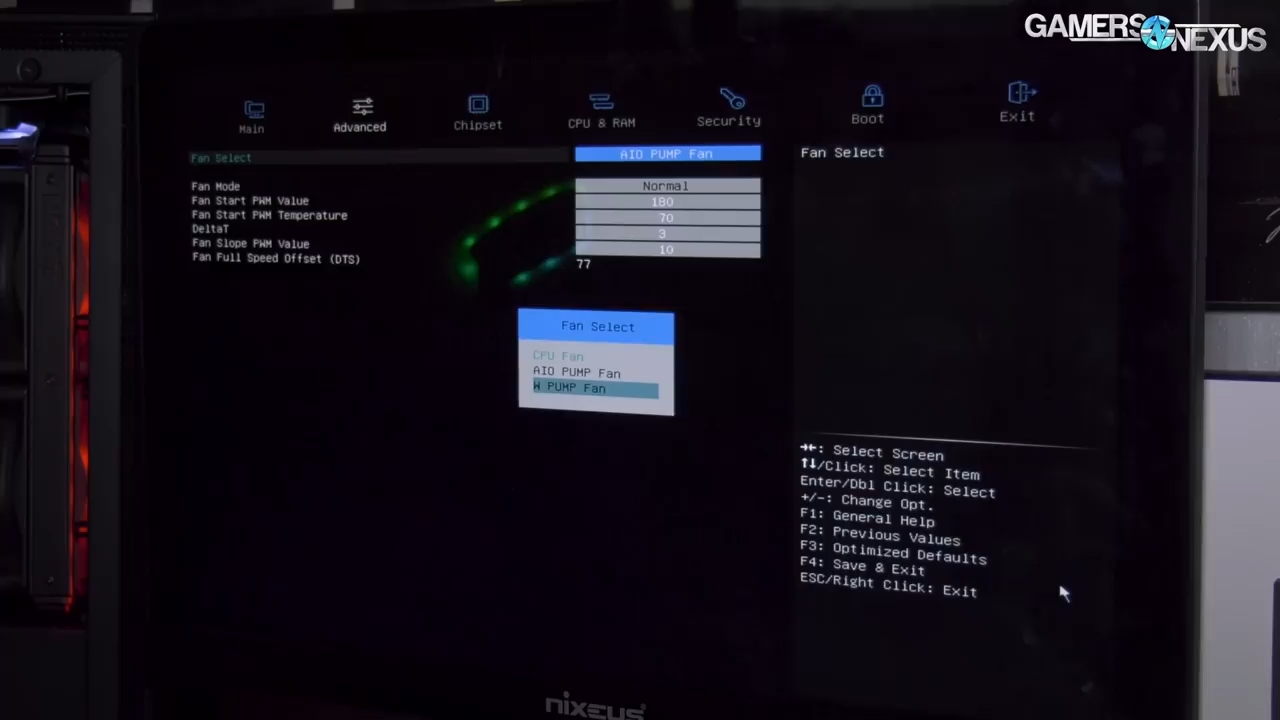 GAMERS NEXUS
Main
Advanced
Chipset
CPU & RAM
Security
Boot
Exit
Fan Select
AIO PUMP Fan
Fan Select
Fan Mode
Normal
Fan Start PWM Value
180
Fan Start PWM Temperature
70
DeltaT
3
Fan Slope PWM Value
10
Fan Full Speed Offset (DTS)
77
Fan Select
CPU Fan
AIO PUMP Fan
W PUMP Fan
→←: Select Screen
↑↓/Click: Select Item
Enter/Dbl Click: Select
+/-: Change Opt.
F1: General Help
F2: Previous Values
F3: Optimized Defaults
F4: Save & Exit
ESC/Right Click: Exit
nixeus